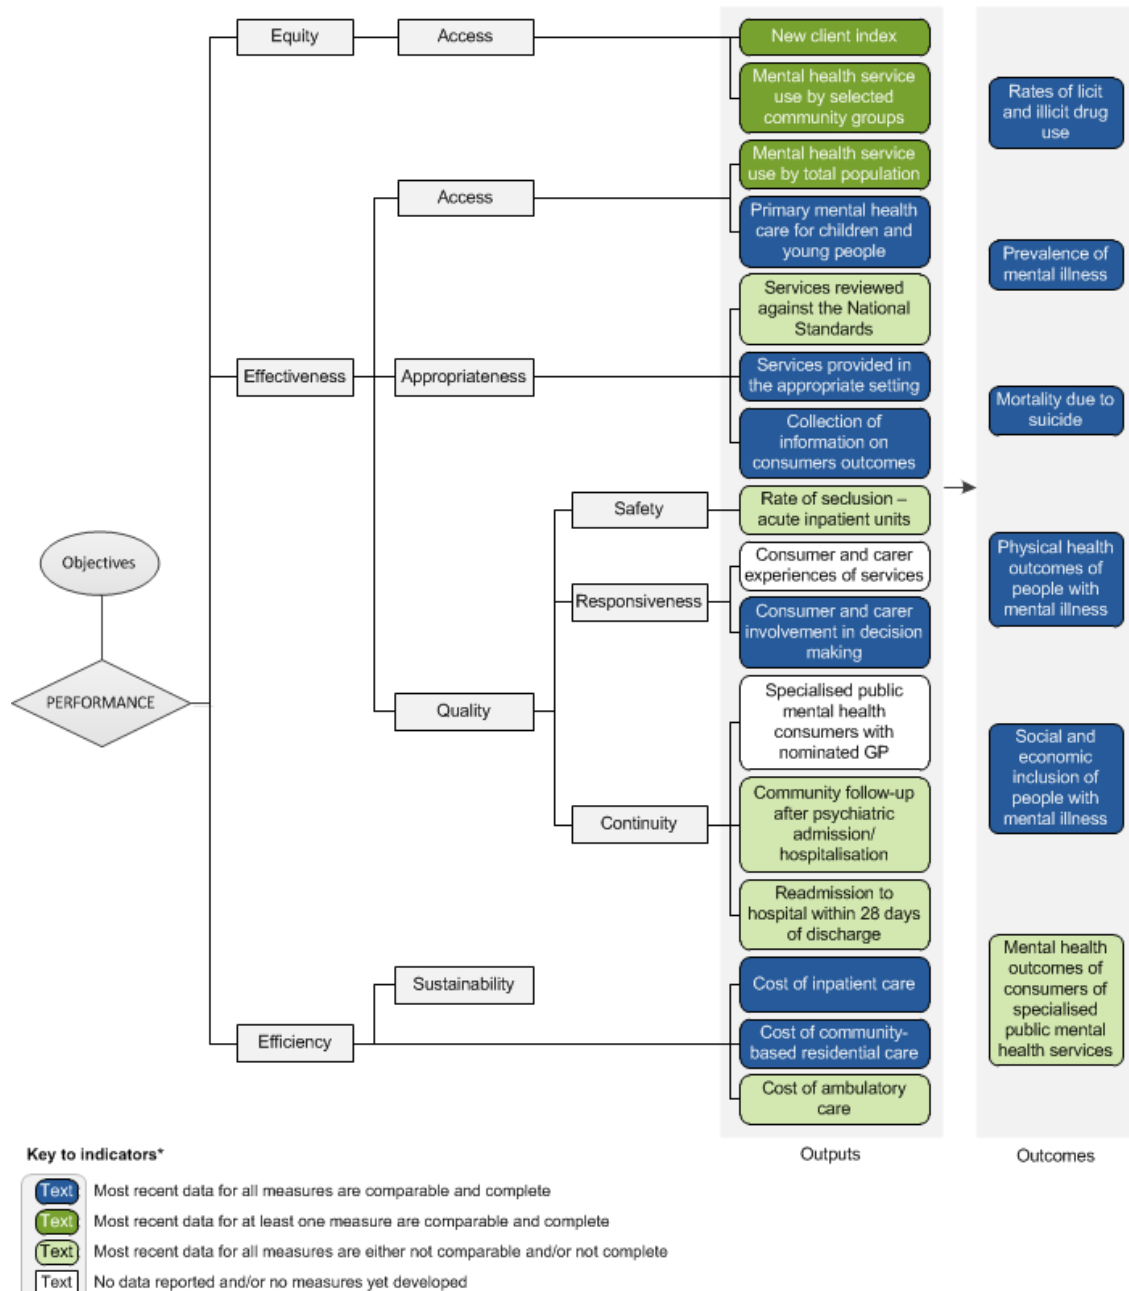 Equity
Access
New client index
Mental health service
use by selected
community groups
Rates of licit
and illicit drug
use
Access
Mental health service
use by total population
Primary mental health
care for children and
young people
Prevalence of
mental illness
Effectiveness
Appropriateness
Services reviewed
against the National
Standards
Services provided in
the appropriate setting
Collection of
information on
consumers outcomes
Mortality due to
suicide
Objectives
PERFORMANCE
Quality
Safety
Rate of seclusion –
acute inpatient units
Responsiveness
Consumer and carer
experiences of services
Consumer and carer
involvement in decision
making
Physical health
outcomes of
people with
mental illness
Continuity
Specialised public
mental health
consumers with
nominated GP
Community follow-up
after psychiatric
admission/
hospitalisation
Readmission to
hospital within 28 days
of discharge
Social and
economic
inclusion of
people with
mental illness
Efficiency
Sustainability
Cost of inpatient care
Cost of community-
based residential care
Cost of ambulatory
care
Mental health
outcomes of
consumers of
specialised
public mental
health services
Outputs
Outcomes
Key to indicators*
Text Most recent data for all measures are comparable and complete
Text Most recent data for at least one measure are comparable and complete
Text Most recent data for all measures are either not comparable and/or not complete
Text No data reported and/or no measures yet developed